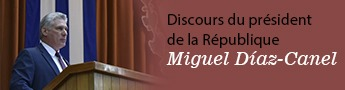 Discours du président
de la République
Miguel Díaz-Canel